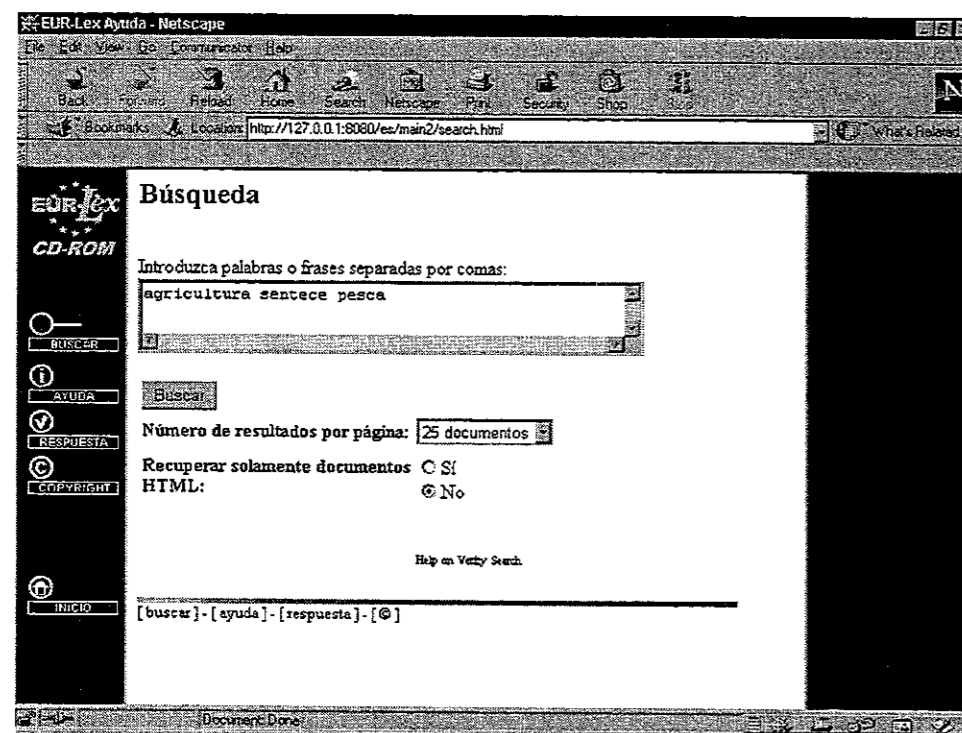 EUR-Lex Ayuda - Netscape
File Edit View Go Communicator Help
Back Forward Reload Home Search Netscape Print Security Shop
Bookmarks Location: http://127.0.0.1:8080/es/main2/search.html What's Related
N
EUR-Lex
CD-ROM
BUSCAR
AYUDA
RESPUESTA
COPYRIGHT
INICIO
Búsqueda
Introduzca palabras o frases separadas por comas:
agricultura sentece pesca
Buscar
Número de resultados por página: 25 documentos
Recuperar solamente documentos HTML: Sí
No
Help on Verity Search
[buscar] - [ayuda] - [respuesta] - [©]
Document: Done